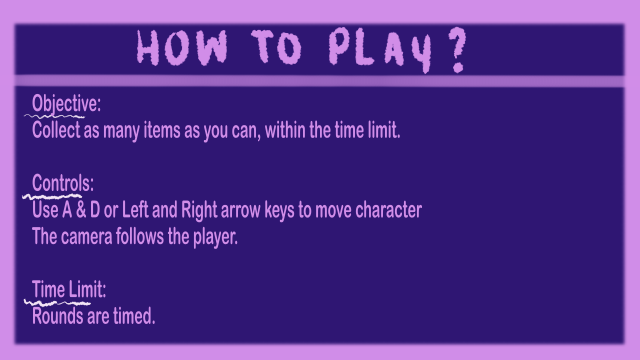 HOW TO PLAY?
Objective:
Collect as many items as you can, within the time limit.
Controls:
Use A & D or Left and Right arrow keys to move character
The camera follows the player.
Time Limit:
Rounds are timed.